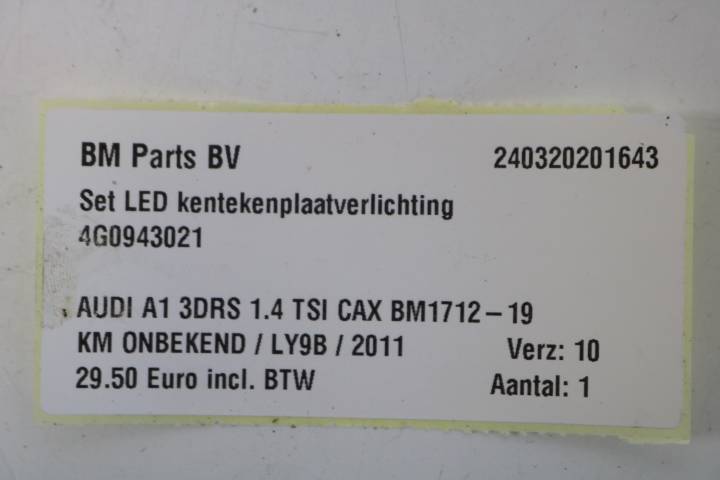 BM Parts BV 240320201643
Set LED kentekenplaatverlichting
4G0943021
AUDI A1 3DRS 1.4 TSI CAX BM1712-19
KM ONBEKEND / LY9B / 2011 Verz: 10
29.50 Euro incl. BTW Aantal: 1